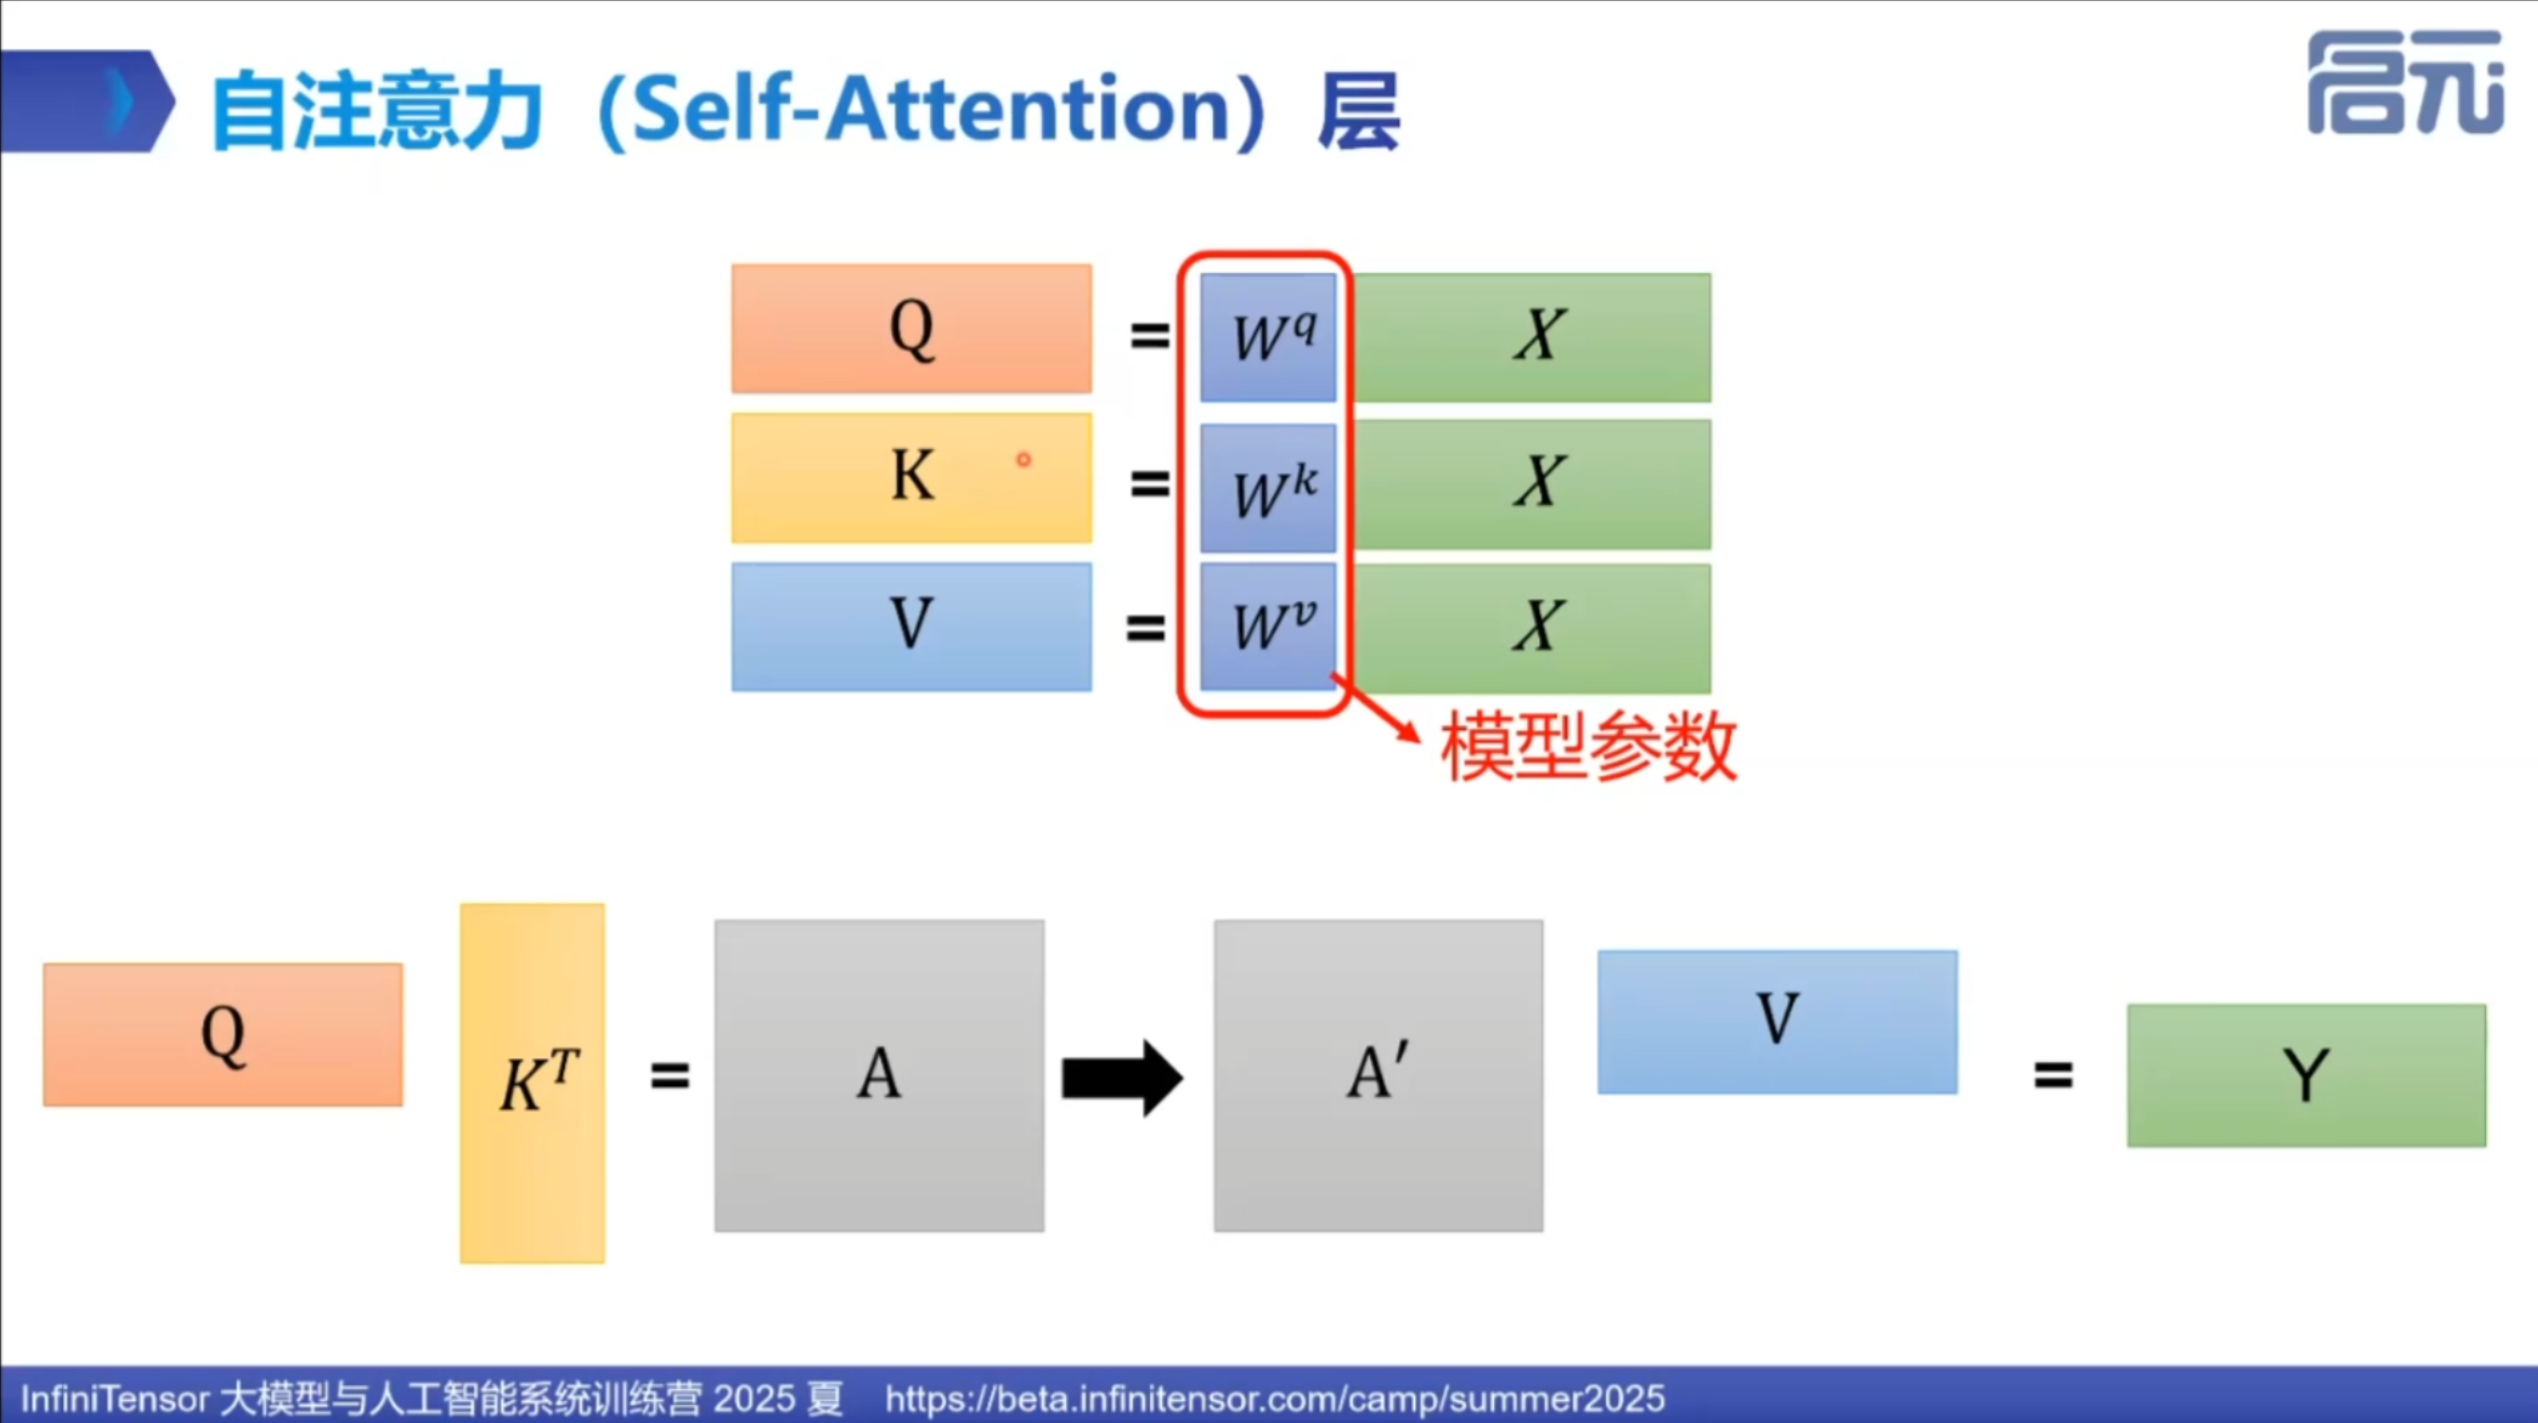 自注意力（Self-Attention）层
启元
Q = W^q X
K = W^k X
V = W^v X
模型参数
Q K^T = A A′ V = Y
InfiniTensor 大模型与人工智能系统训练营 2025 夏 https://beta.infinitensor.com/camp/summer2025